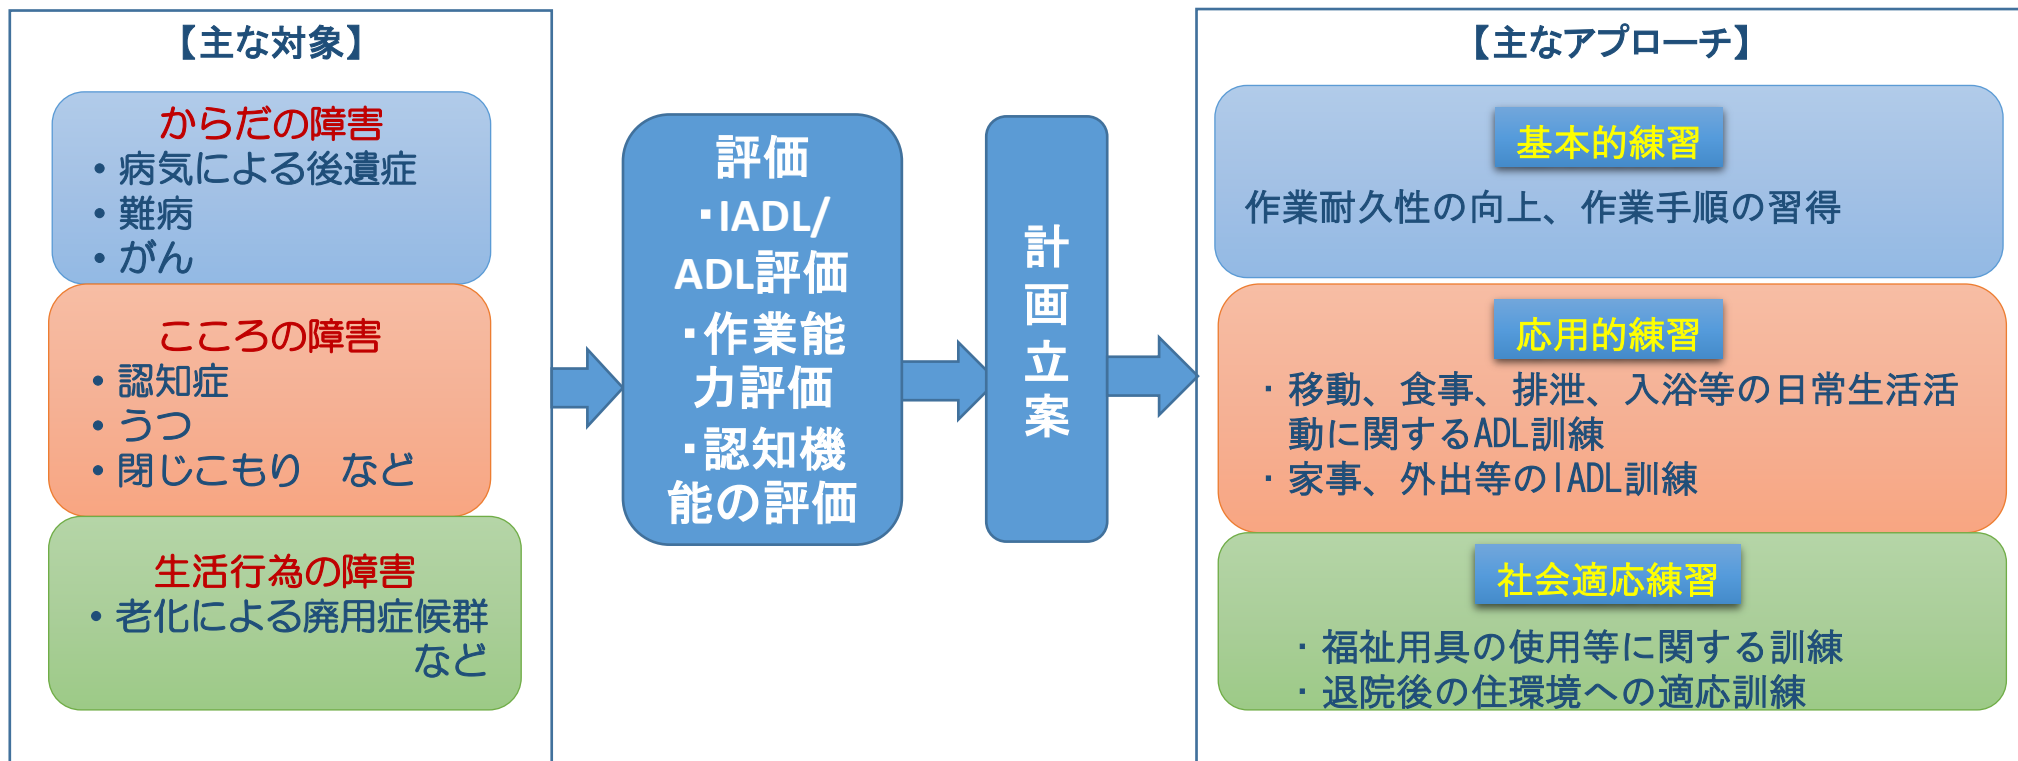 【主な対象】
からだの障害
・病気による後遺症
・難病
・がん
こころの障害
・認知症
・うつ
・閉じこもり　など
生活行為の障害
・老化による廃用症候群
など
評価
・IADL/
ADL評価
・作業能
力評価
・認知機
能の評価
計
画
立
案
【主なアプローチ】
基本的練習
作業耐久性の向上、作業手順の習得
応用的練習
・移動、食事、排泄、入浴等の日常生活活
動に関するADL訓練
・家事、外出等のIADL訓練
社会適応練習
・福祉用具の使用等に関する訓練
・退院後の住環境への適応訓練